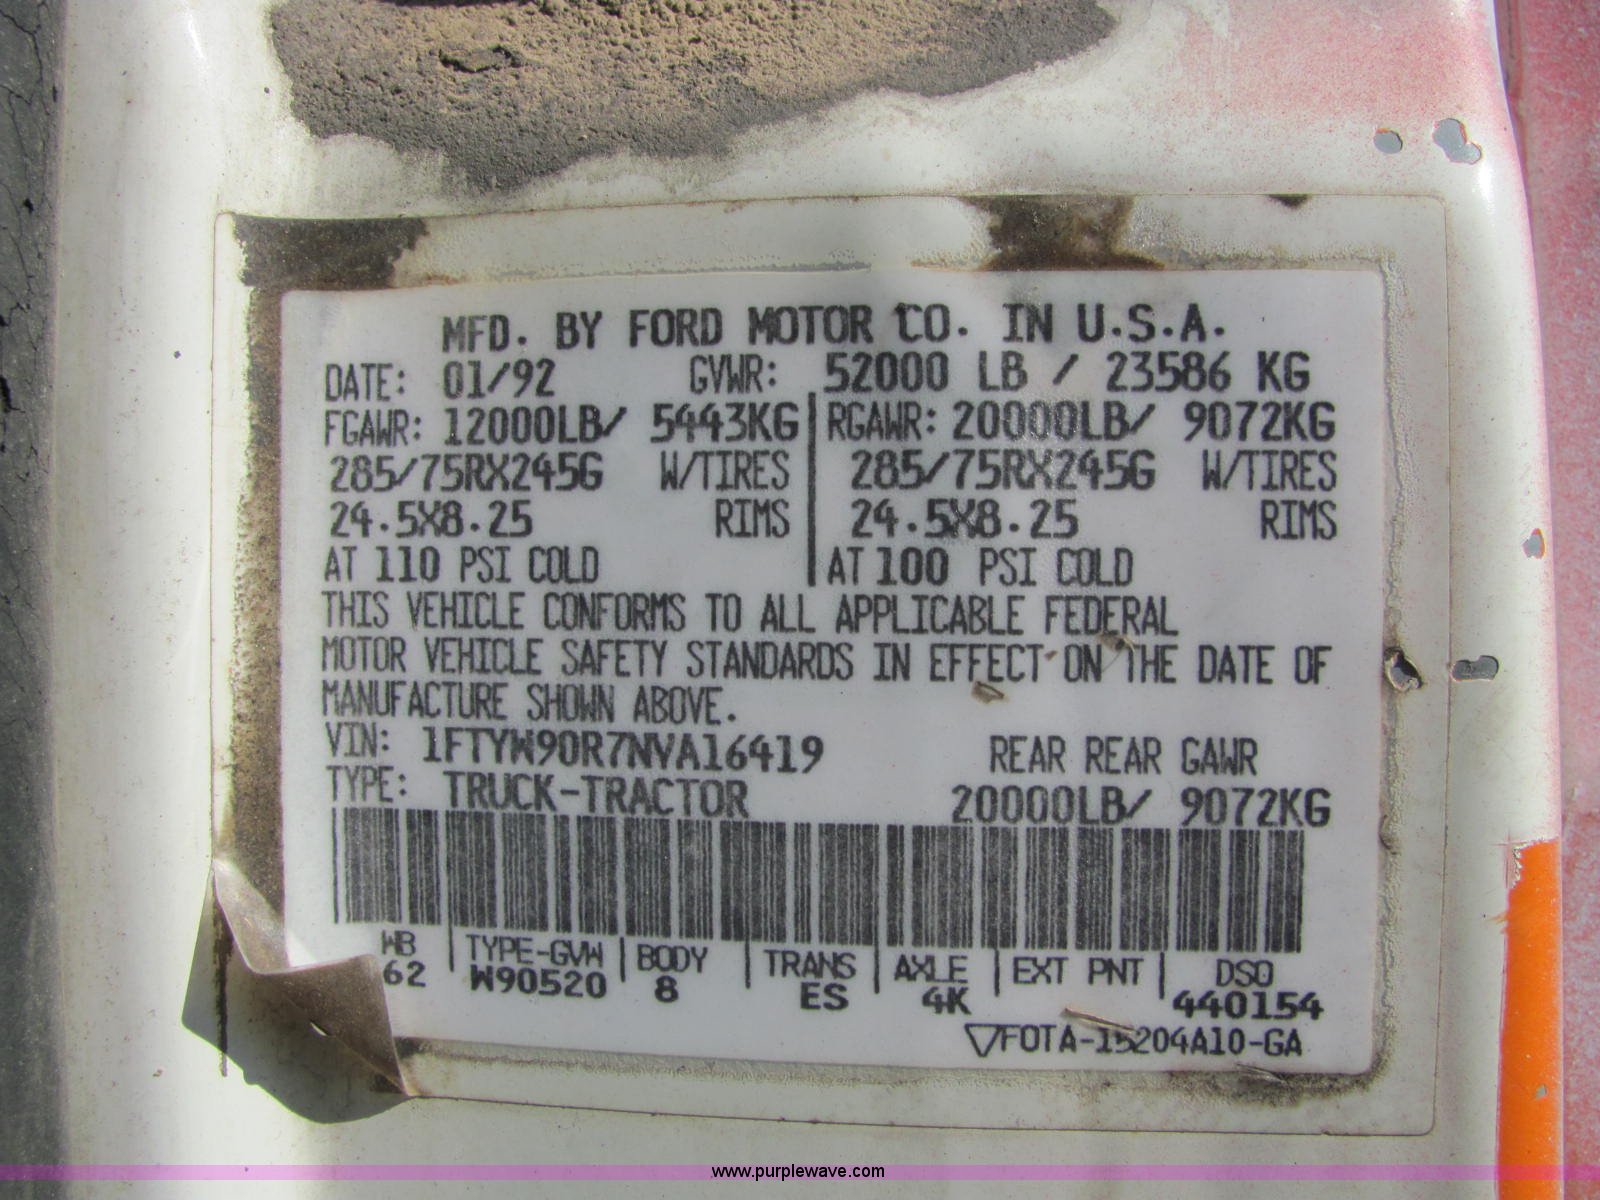 MFD. BY FORD MOTOR CO. IN U.S.A.
DATE: 01/92 GVWR: 52000 LB / 23586 KG
FGAWR: 12000LB/ 5443KG RGAWR: 20000LB/ 9072KG
285/75RX245G W/TIRES 285/75RX245G W/TIRES
24.5X8.25 RIMS 24.5X8.25 RIMS
AT 110 PSI COLD AT 100 PSI COLD
THIS VEHICLE CONFORMS TO ALL APPLICABLE FEDERAL
MOTOR VEHICLE SAFETY STANDARDS IN EFFECT ON THE DATE OF
MANUFACTURE SHOWN ABOVE.
VIN: 1FTYW90R7NVA16419 REAR REAR GAWR
TYPE: TRUCK-TRACTOR 20000LB/ 9072KG
WB TYPE-GVW BODY TRANS AXLE EXT PNT DSO
62 W90520 8 ES 4K 440154
▽FOTA-15204A10-GA
www.purplewave.com